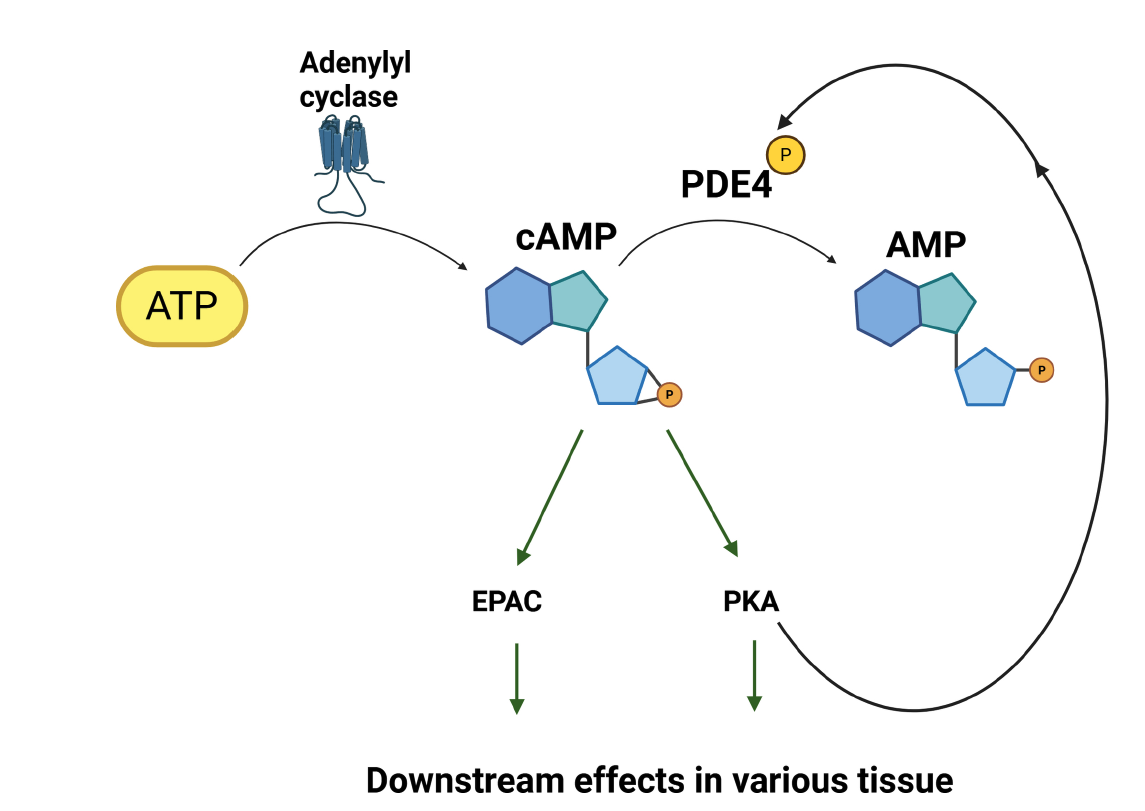 Adenylyl
cyclase
P
PDE4
cAMP
AMP
ATP
P
P
EPAC
PKA
Downstream effects in various tissue